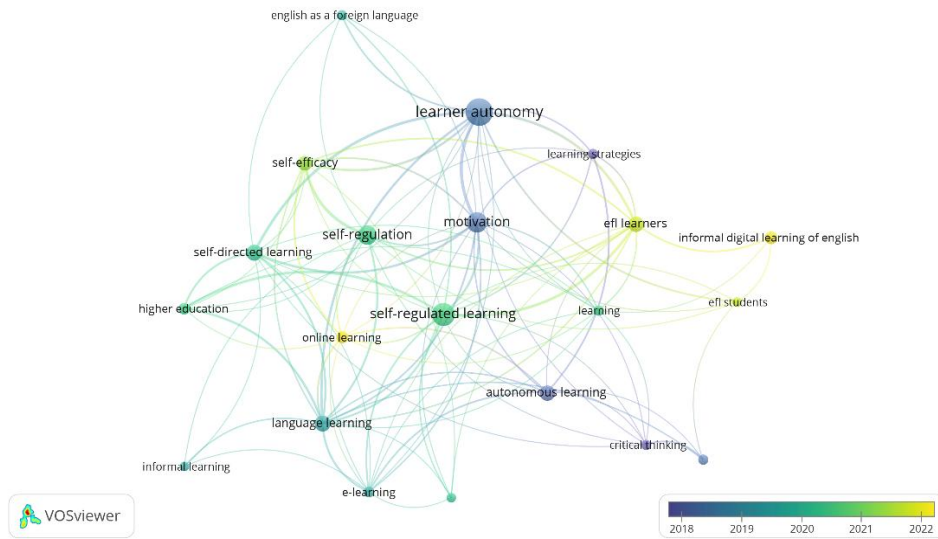 english as a foreign language
learner autonomy
learning strategies
self-efficacy
motivation
efl learners
self-regulation
informal digital learning of english
self-directed learning
higher education
self-regulated learning
learning
efl students
online learning
autonomous learning
language learning
critical thinking
informal learning
e-learning
VOSviewer
2018 2019 2020 2021 2022